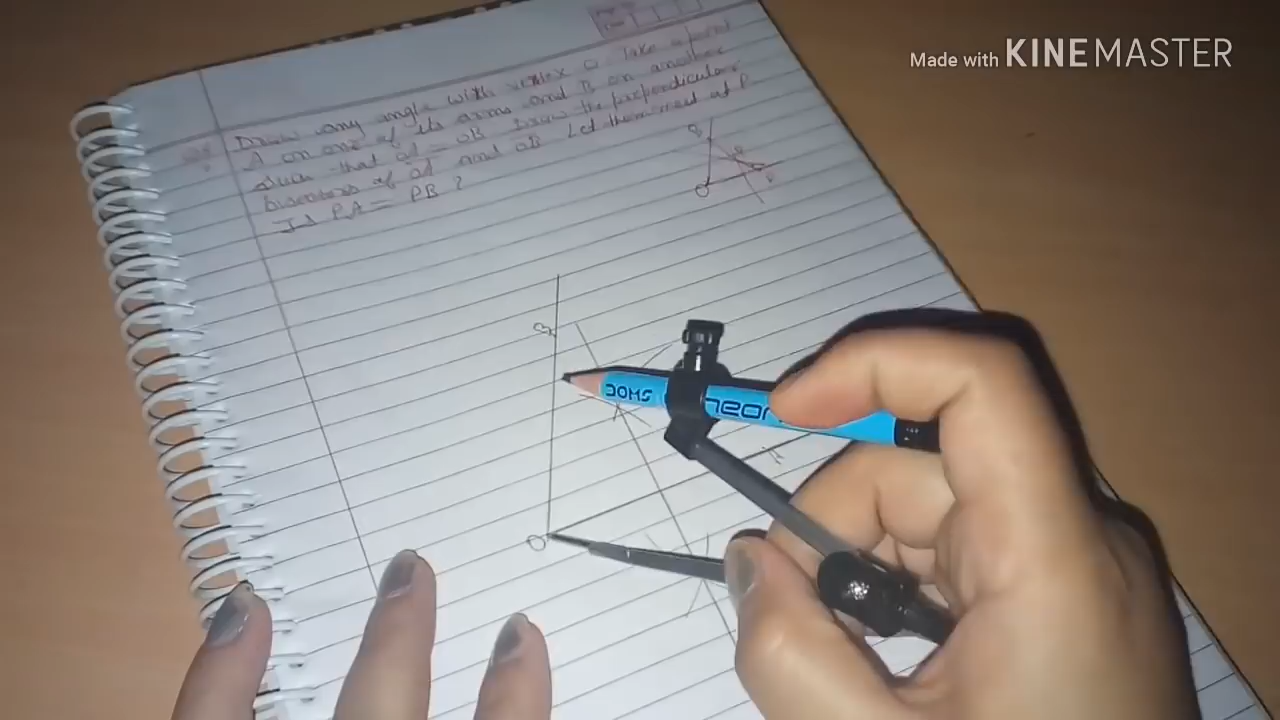 Made with KINEMASTER
Draw any angle with vertex O. Take a point
A on one of its arms and B on another
such that OA = OB. Draw the perpendicular
bisectors of OA and OB. Let them meet at P
Is PA = PB ?
B
O
B
O
DOMS neon